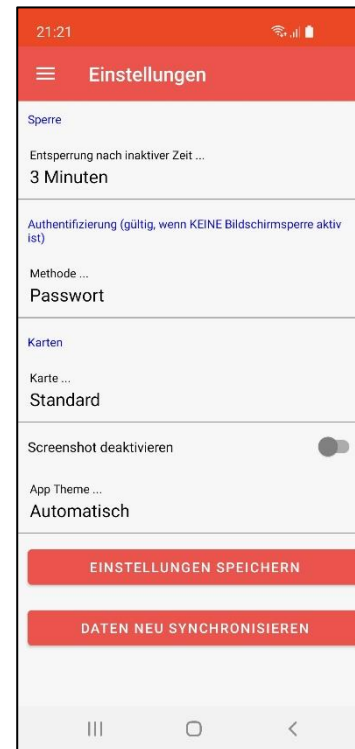 21:21
Einstellungen
Sperre
Entsperrung nach inaktiver Zeit ...
3 Minuten
Authentifizierung (gültig, wenn KEINE Bildschirmsperre aktiv
ist)
Methode ...
Passwort
Karten
Karte ...
Standard
Screenshot deaktivieren
App Theme ...
Automatisch
EINSTELLUNGEN SPEICHERN
DATEN NEU SYNCHRONISIEREN